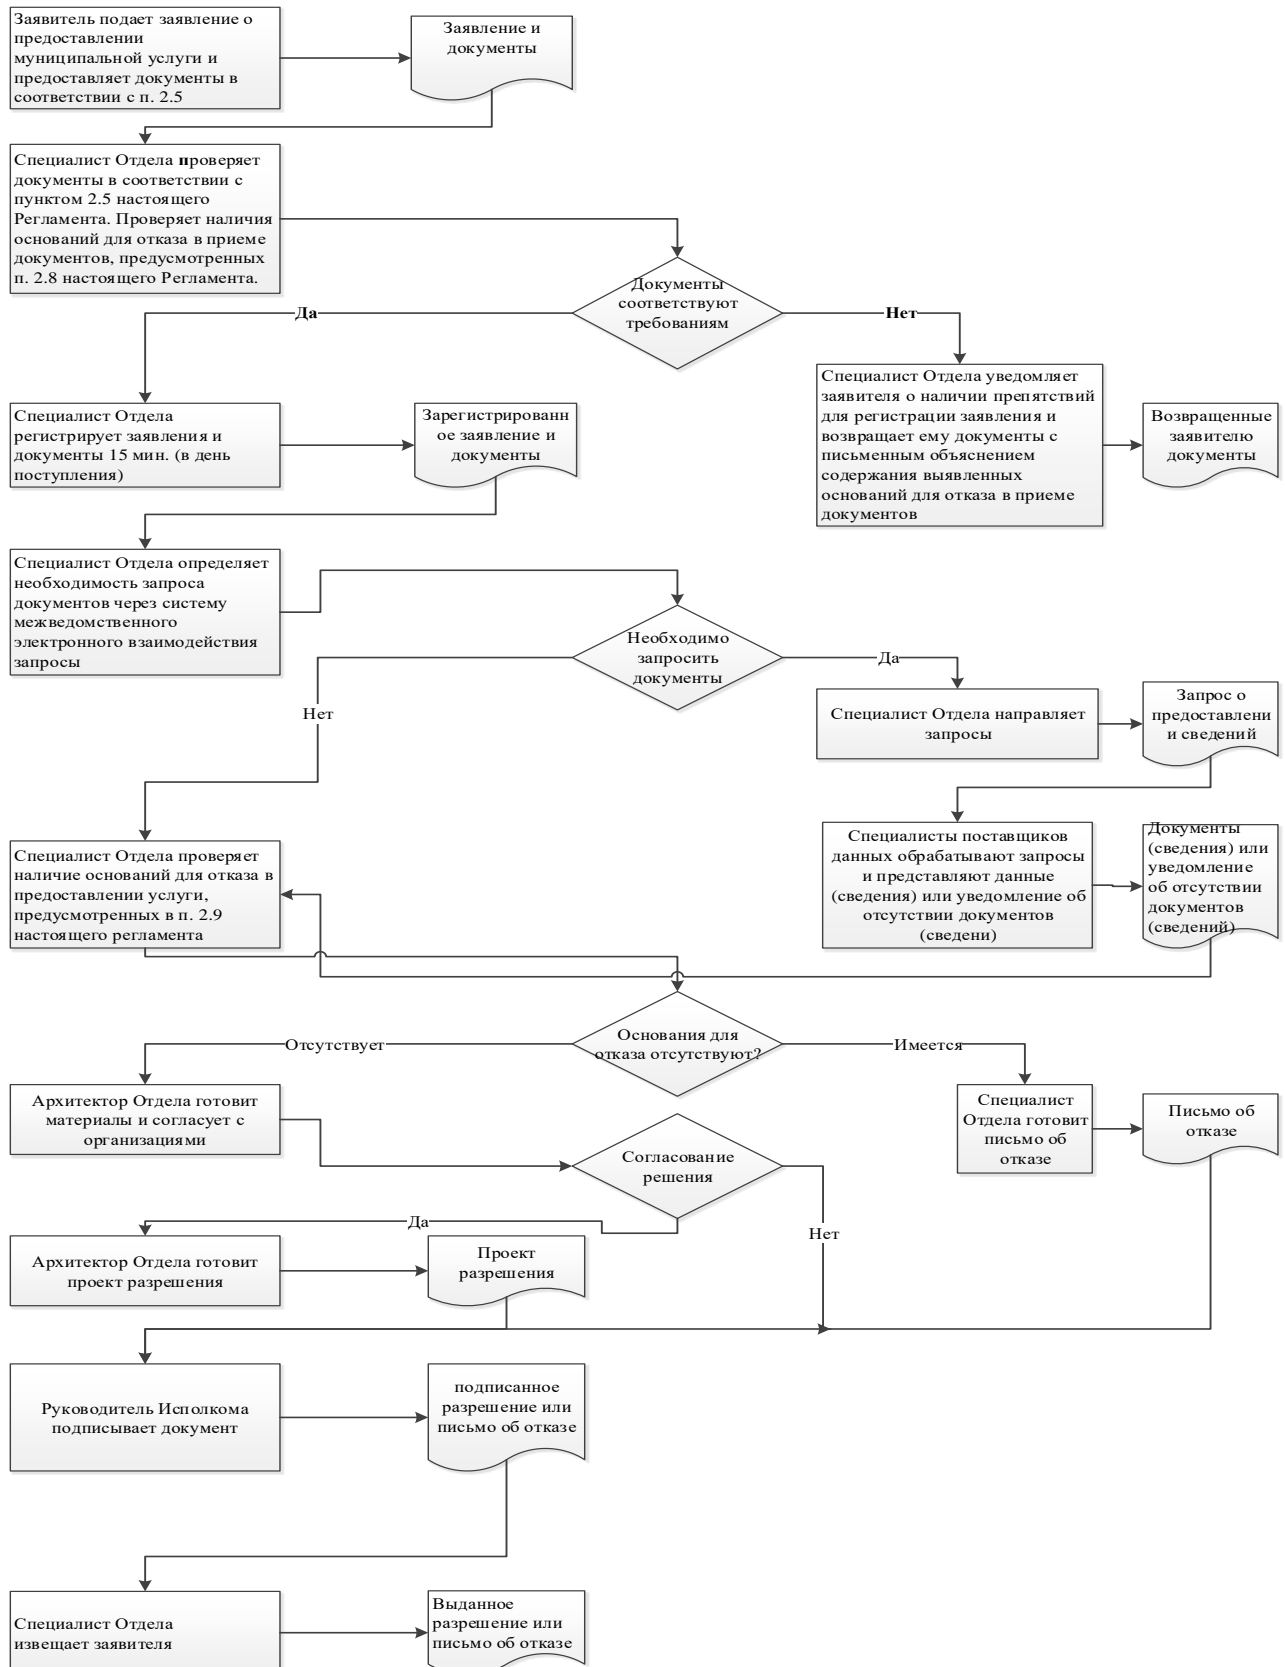 Заявитель подает заявление о
предоставлении
муниципальной услуги и
предоставляет документы в
соответствии с п. 2.5
Заявление и
документы
Специалист Отдела проверяет
документы в соответствии с
пунктом 2.5 настоящего
Регламента. Проверяет наличия
оснований для отказа в приеме
документов, предусмотренных
п. 2.8 настоящего Регламента.
Документы
соответствуют
требованиям
Да
Нет
Специалист Отдела
регистрирует заявления и
документы 15 мин. (в день
поступления)
Зарегистрированн
ое заявление и
документы
Специалист Отдела уведомляет
заявителя о наличии препятствий
для регистрации заявления и
возвращает ему документы с
письменным объяснением
содержания выявленных
оснований для отказа в приеме
документов
Возвращенные
заявителю
документы
Специалист Отдела определяет
необходимость запроса
документов через систему
межведомственного
электронного взаимодействия
запросы
Необходимо
запросить
документы
Да
Нет
Специалист Отдела направляет
запросы
Запрос о
предоставлени
и сведений
Специалист Отдела проверяет
наличие оснований для отказа в
предоставлении услуги,
предусмотренных в п. 2.9
настоящего регламента
Специалисты поставщиков
данных обрабатывают запросы
и представляют данные
(сведения) или уведомление об
отсутствии документов
(сведени)
Документы
(сведения) или
уведомление
об отсутствии
документов
(сведений)
Основания для
отказа отсутствуют?
Отсутствует
Имеется
Архитектор Отдела готовит
материалы и согласует с
организациями
Специалист
Отдела готовит
письмо об
отказе
Письмо об
отказе
Согласование
решения
Да
Нет
Архитектор Отдела готовит
проект разрешения
Проект
разрешения
Руководитель Исполкома
подписывает документ
подписанное
разрешение или
письмо об отказе
Специалист Отдела
извещает заявителя
Выданное
разрешение или
письмо об отказе